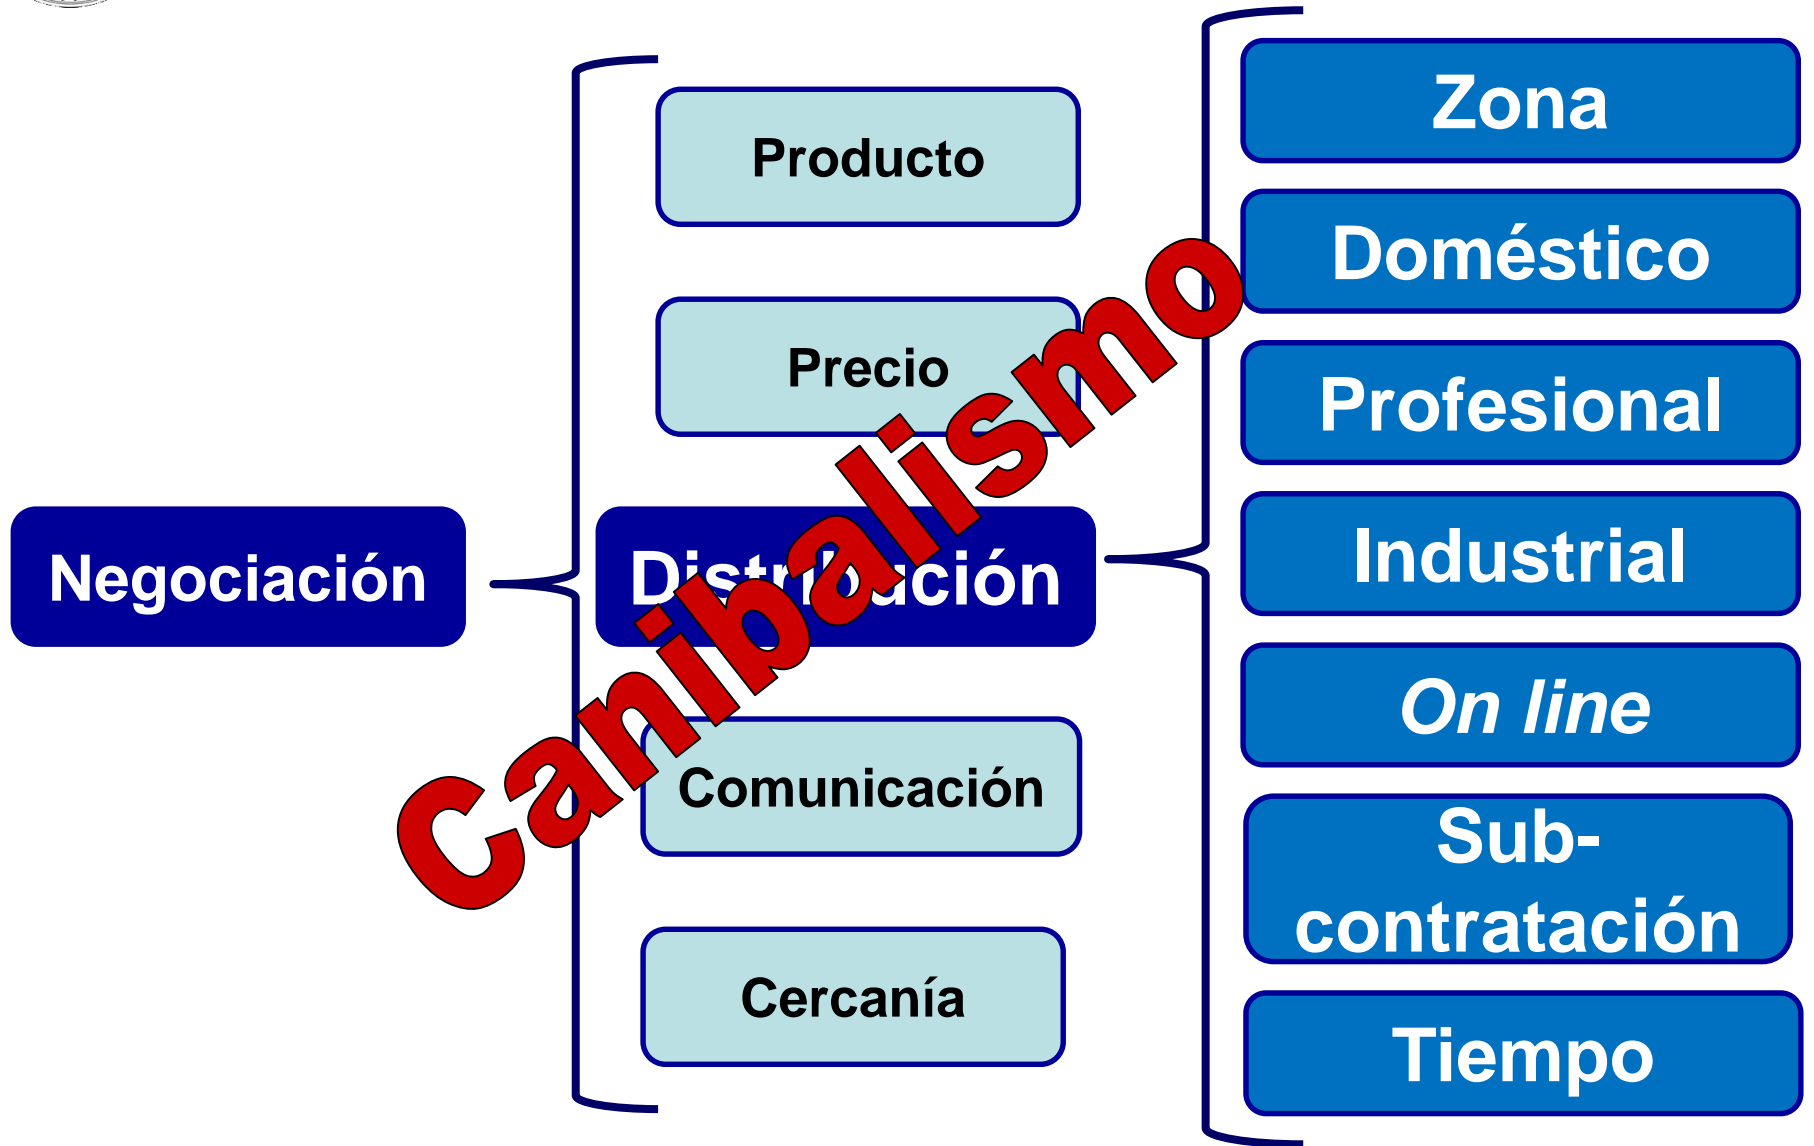 Negociación
Producto
Precio
Distribución
Comunicación
Cercanía
Zona
Doméstico
Profesional
Industrial
On line
Sub-
contratación
Tiempo
Canibalismo